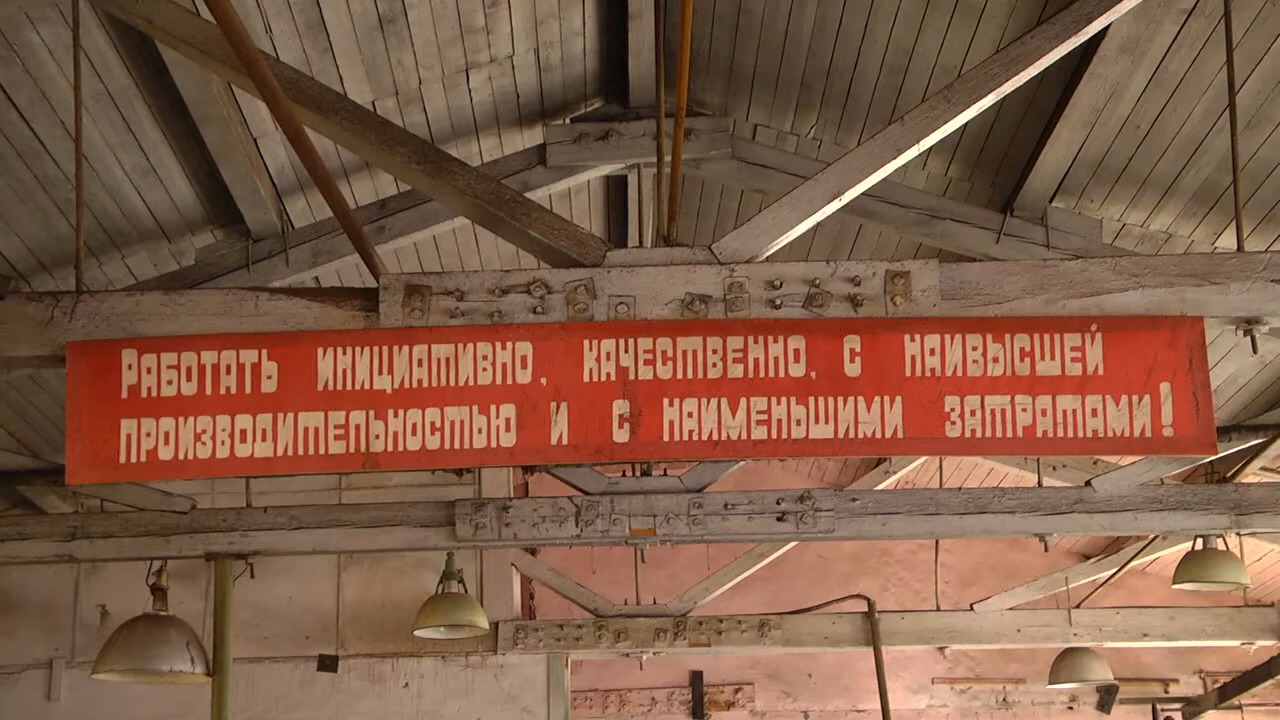 Работать инициативно, качественно, с наивысшей
производительностью и с наименьшими затратами!